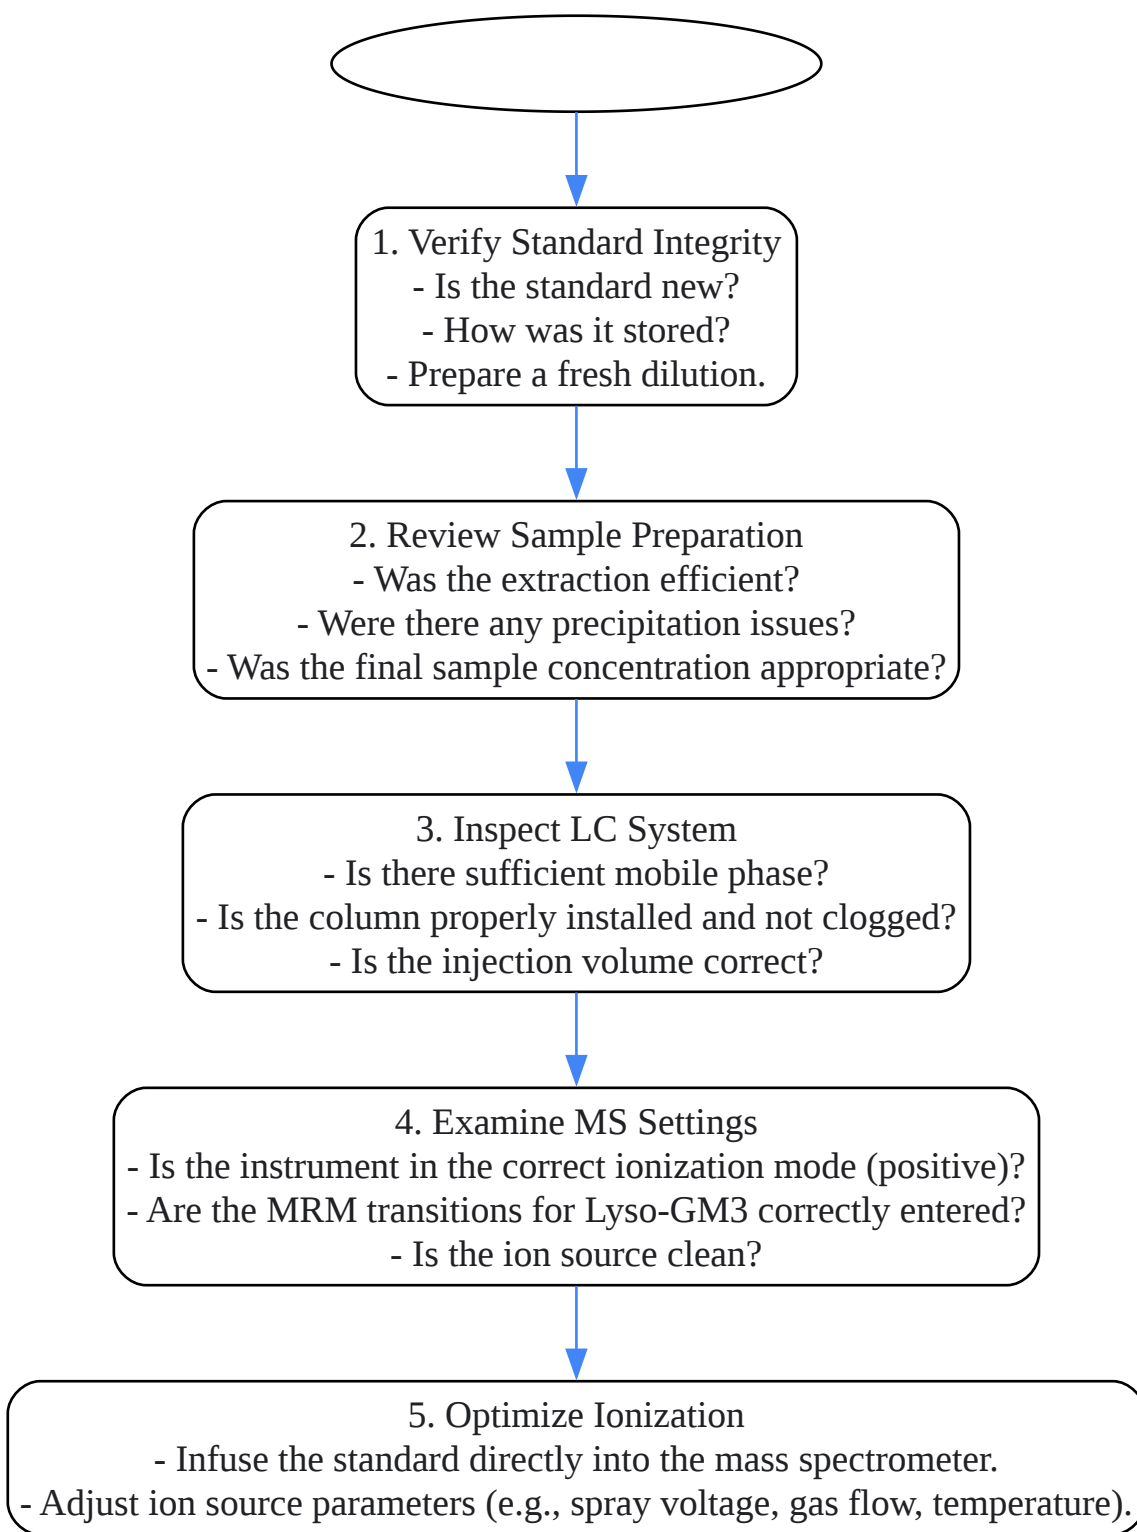 1. Verify Standard Integrity
- Is the standard new?
- How was it stored?
- Prepare a fresh dilution.
2. Review Sample Preparation
- Was the extraction efficient?
- Were there any precipitation issues?
- Was the final sample concentration appropriate?
3. Inspect LC System
- Is there sufficient mobile phase?
- Is the column properly installed and not clogged?
- Is the injection volume correct?
4. Examine MS Settings
- Is the instrument in the correct ionization mode (positive)?
- Are the MRM transitions for Lyso-GM3 correctly entered?
- Is the ion source clean?
5. Optimize Ionization
- Infuse the standard directly into the mass spectrometer.
- Adjust ion source parameters (e.g., spray voltage, gas flow, temperature).